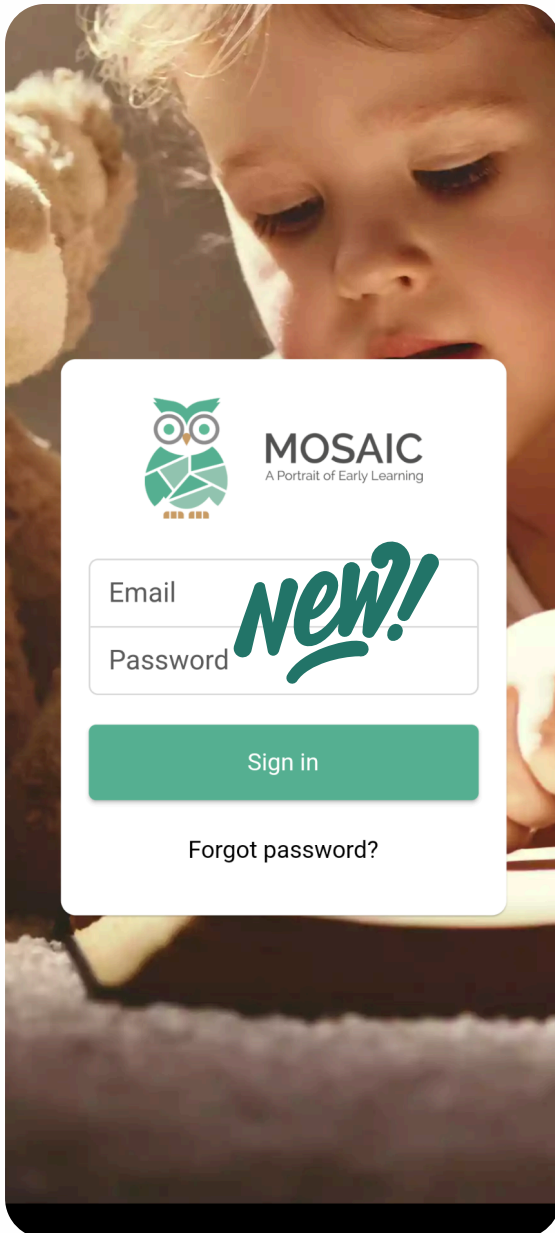 MOSAIC
A Portrait of Early Learning
Email
New!
Password
Sign in
Forgot password?